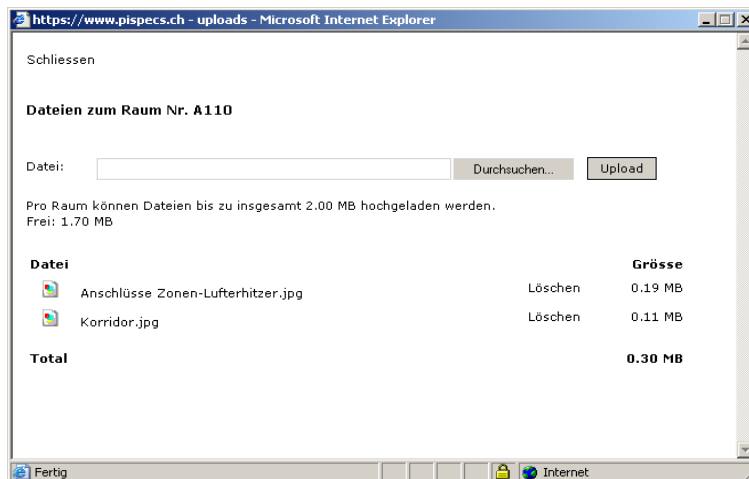 https://www.pispecs.ch - uploads - Microsoft Internet Explorer
Schliessen
Dateien zum Raum Nr. A110
Datei: Durchsuchen... Upload
Pro Raum können Dateien bis zu insgesamt 2.00 MB hochgeladen werden.
Frei: 1.70 MB
Datei Grösse
Anschlüsse Zonen-Lufterhitzer.jpg Löschen 0.19 MB
Korridor.jpg Löschen 0.11 MB
Total 0.30 MB
Fertig Internet